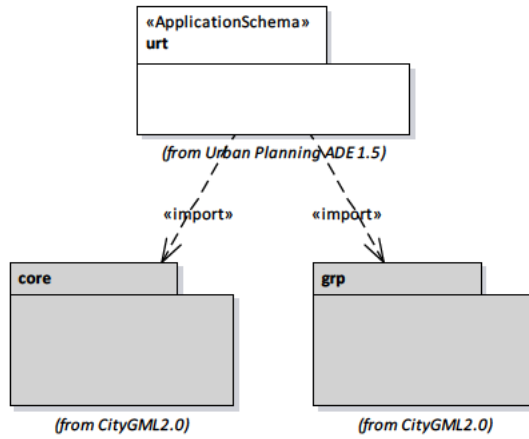 «ApplicationSchema»
urt
(from Urban Planning ADE 1.5)
«import» «import»
core grp
(from CityGML2.0) (from CityGML2.0)